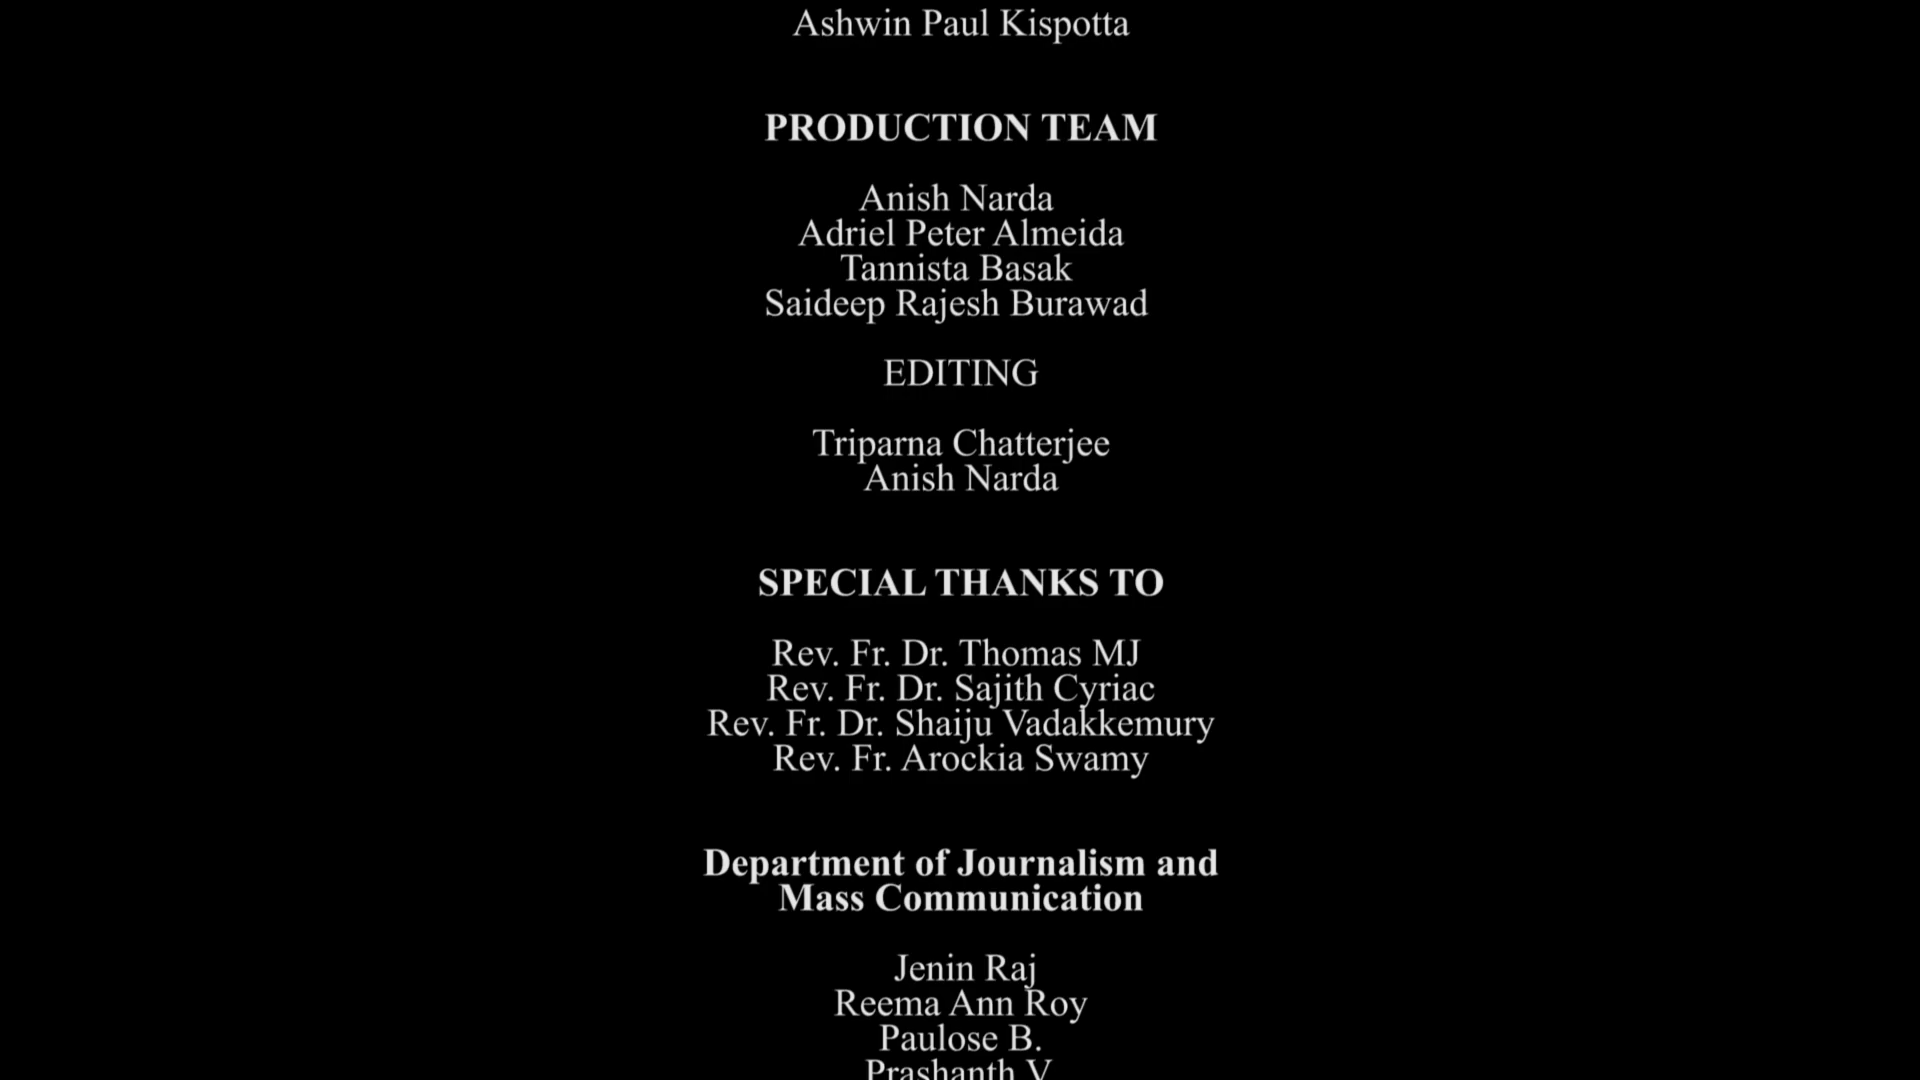 Ashwin Paul Kispotta
PRODUCTION TEAM
Anish Narda
Adriel Peter Almeida
Tannista Basak
Saideep Rajesh Burawad
EDITING
Triparna Chatterjee
Anish Narda
SPECIAL THANKS TO
Rev. Fr. Dr. Thomas MJ
Rev. Fr. Dr. Sajith Cyriac
Rev. Fr. Dr. Shaiju Vadakkemury
Rev. Fr. Arockia Swamy
Department of Journalism and
Mass Communication
Jenin Raj
Reema Ann Roy
Paulose B.
Prashanth V